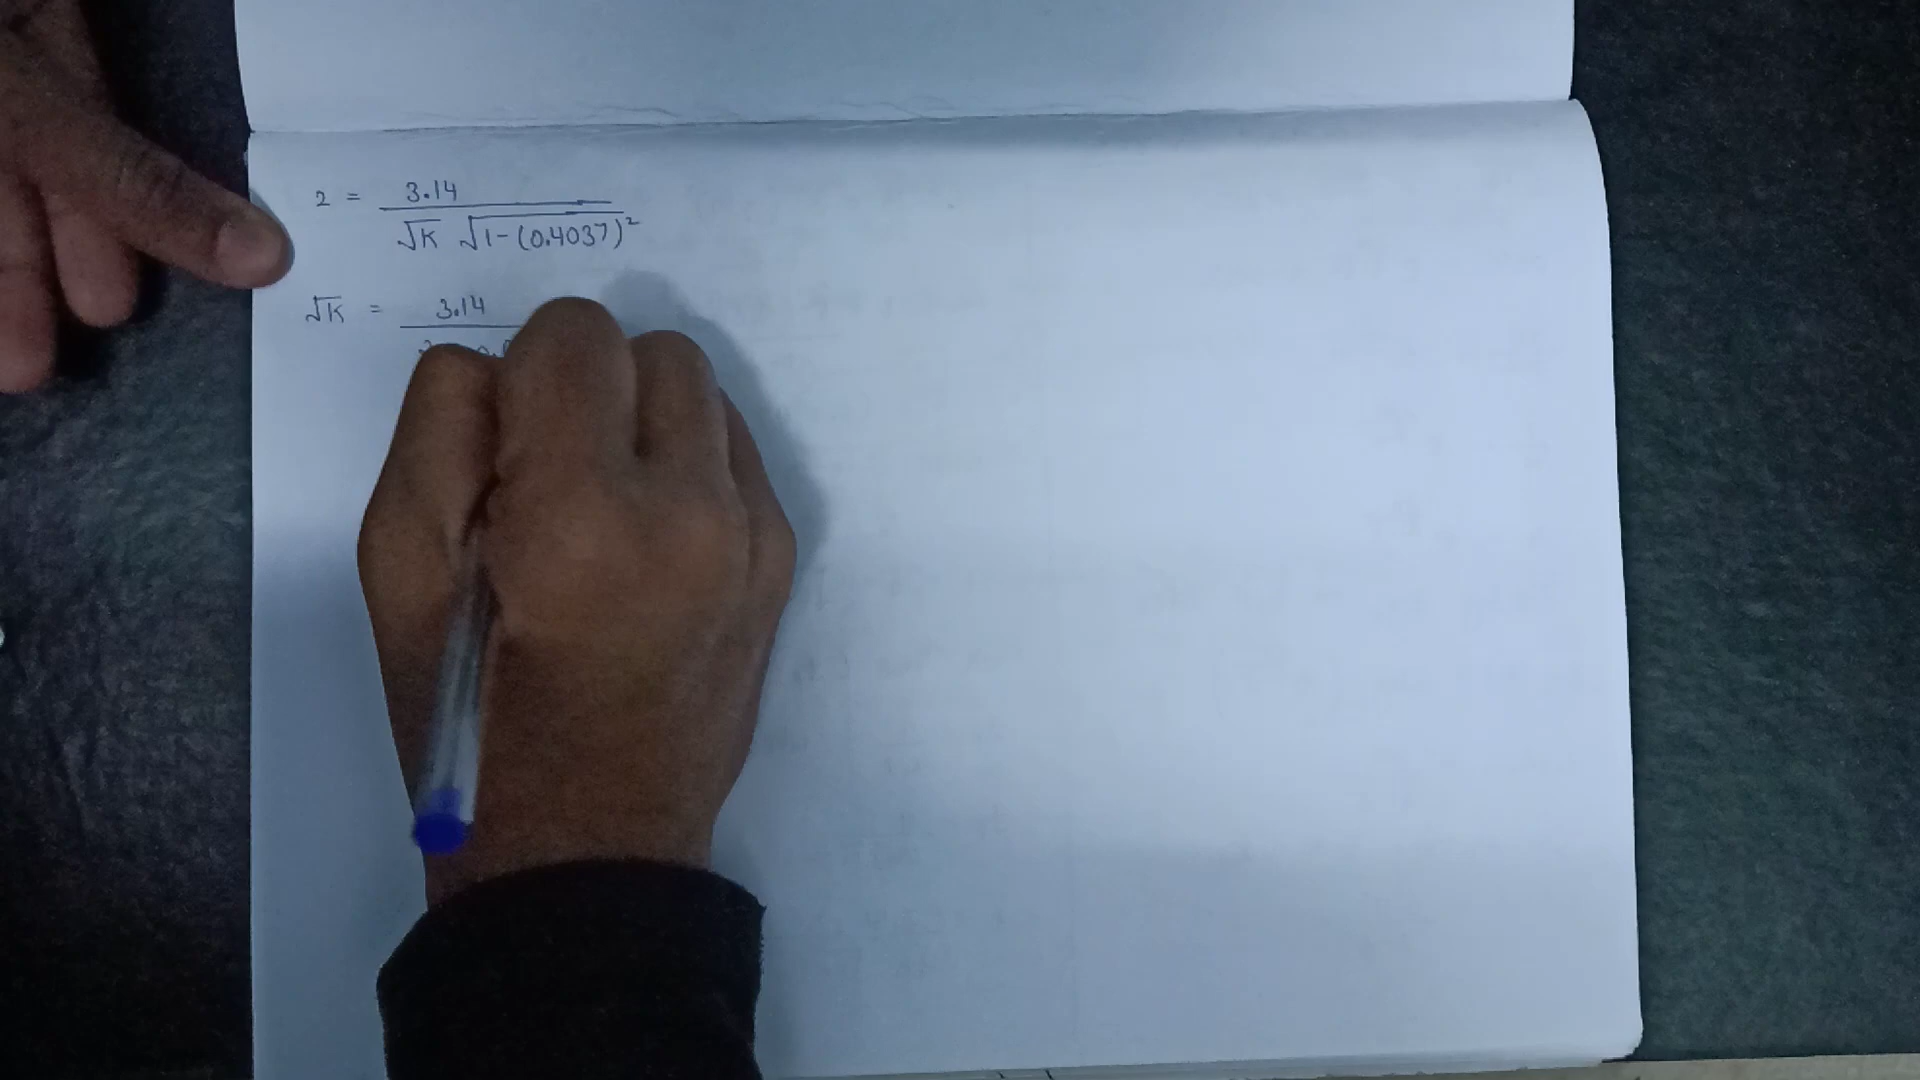 2 = 3.14 / √K √1-(0.4037)²
√K = 3.14